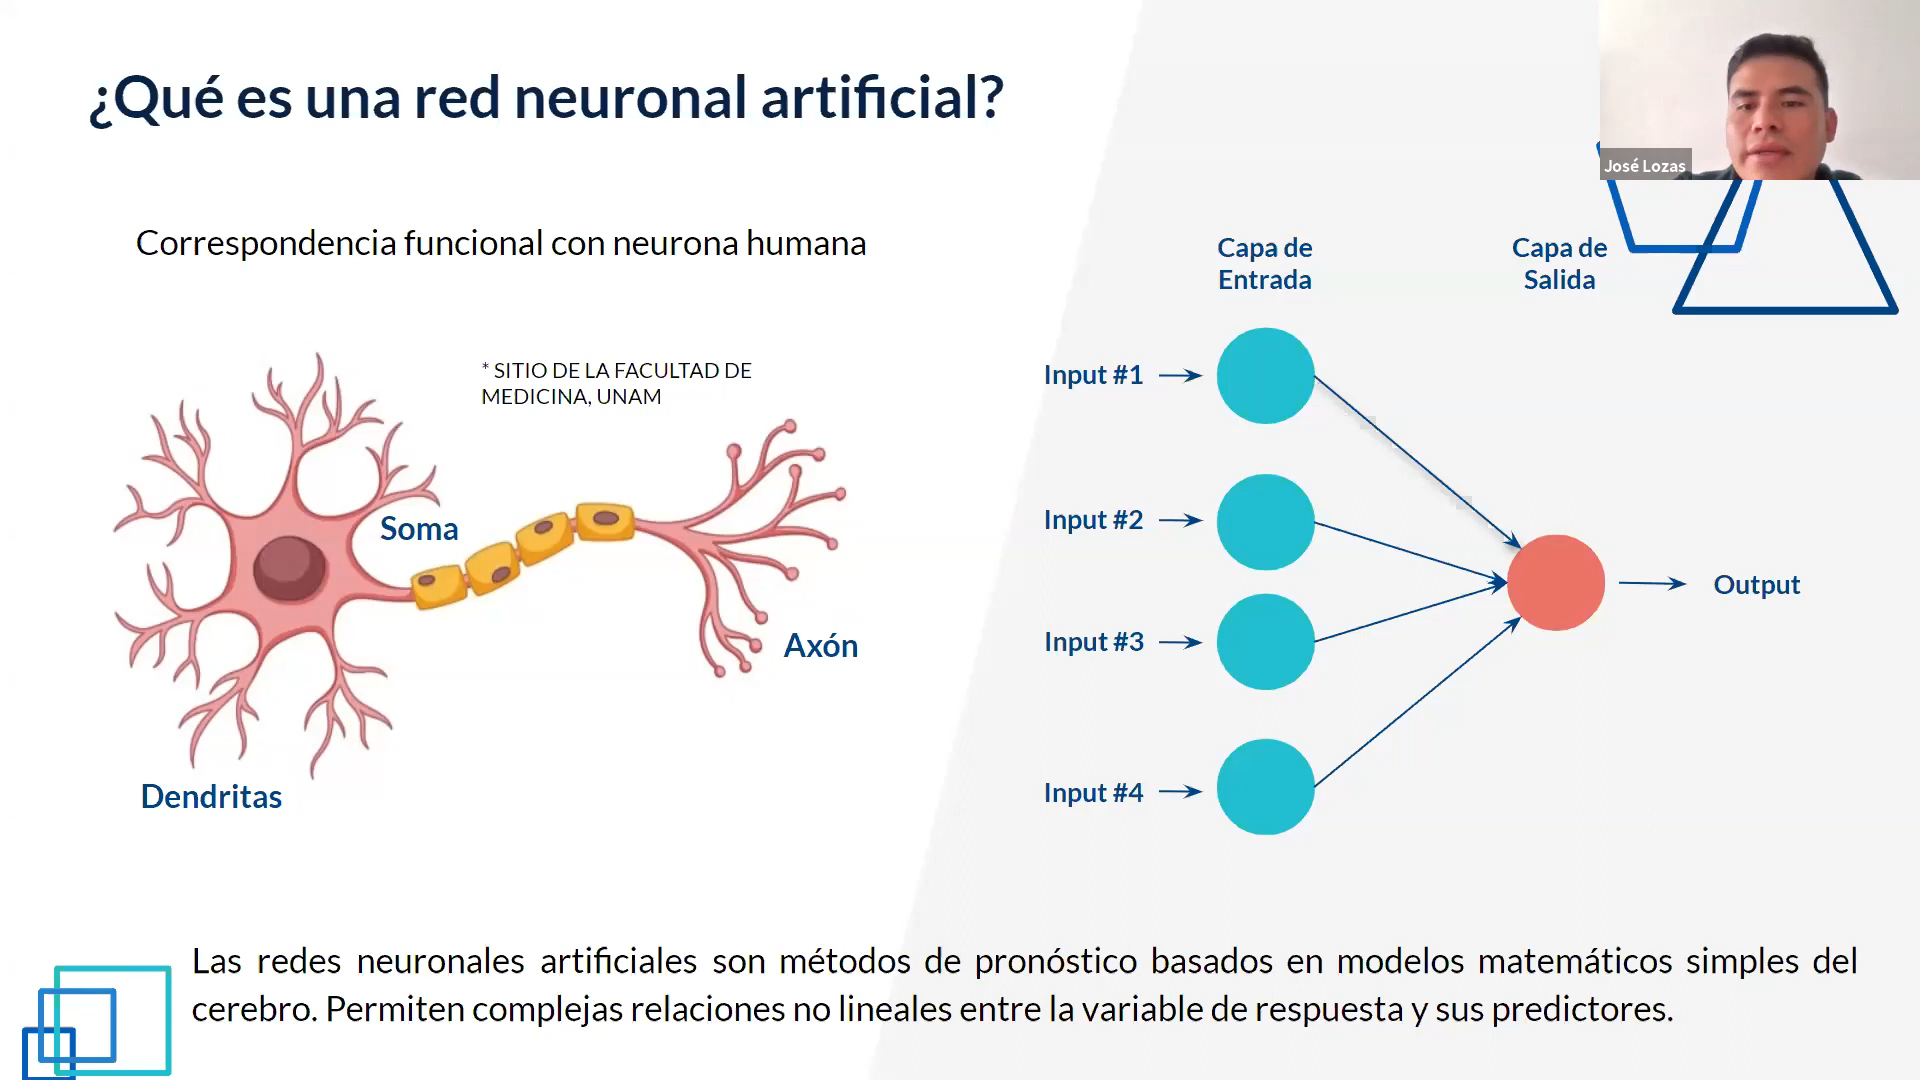 ¿Qué es una red neuronal artificial?
José Lozas
Correspondencia funcional con neurona humana
* SITIO DE LA FACULTAD DE
MEDICINA, UNAM
Soma
Axón
Dendritas
Capa de
Entrada
Capa de
Salida
Input #1
Input #2
Input #3
Input #4
Output
Las redes neuronales artificiales son métodos de pronóstico basados en modelos matemáticos simples del
cerebro. Permiten complejas relaciones no lineales entre la variable de respuesta y sus predictores.